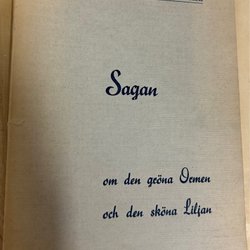 Sagan
om den gröna Ormen
och den sköna Liljan